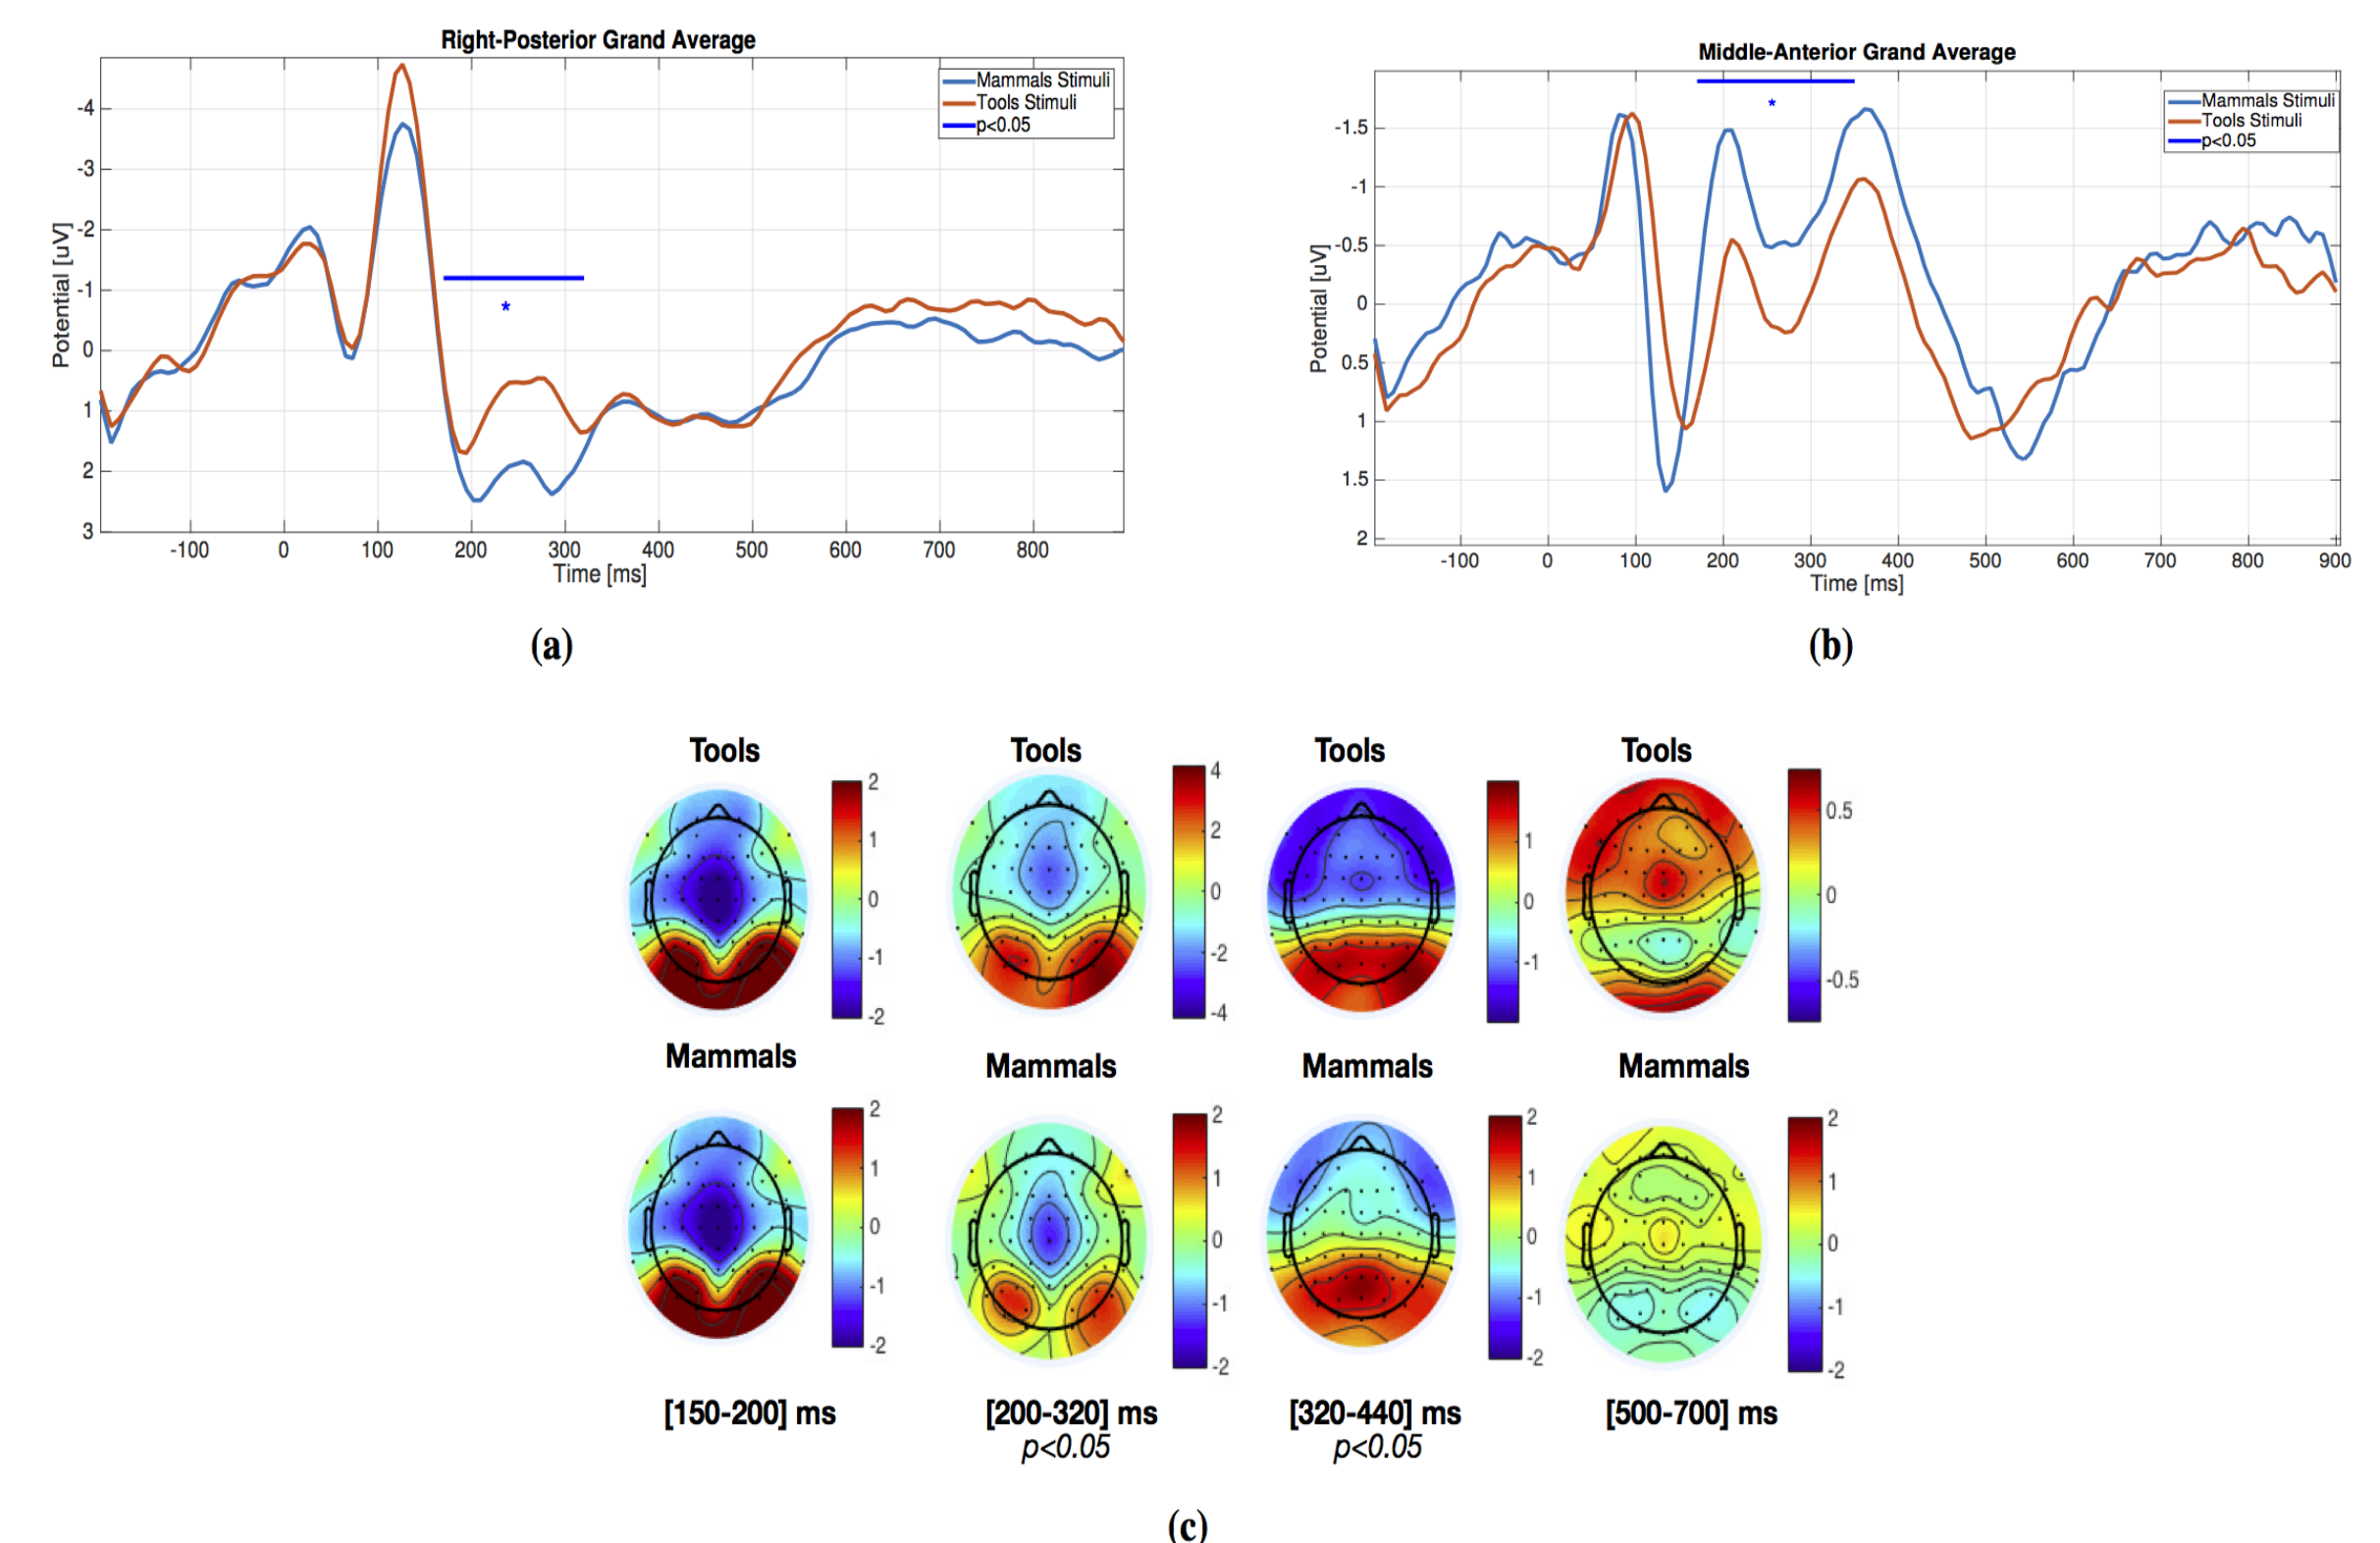 Right-Posterior Grand Average
Mammals Stimuli
Tools Stimuli
p<0.05
-4
-3
-2
-1
0
1
2
3
Potential [uV]
*
-100 0 100 200 300 400 500 600 700 800
Time [ms]
(a)
Middle-Anterior Grand Average
*
Mammals Stimuli
Tools Stimuli
p<0.05
-1.5
-1
-0.5
0
0.5
1
1.5
2
Potential [uV]
-100 0 100 200 300 400 500 600 700 800 900
Time [ms]
(b)
Tools Tools Tools Tools
2
1
0
-1
-2
4
2
0
-2
-4
1
0
-1
0.5
0
-0.5
Mammals Mammals Mammals Mammals
2
1
0
-1
-2
2
1
0
-1
-2
2
1
0
-1
-2
2
1
0
-1
-2
[150-200] ms [200-320] ms [320-440] ms [500-700] ms
p<0.05 p<0.05
(c)